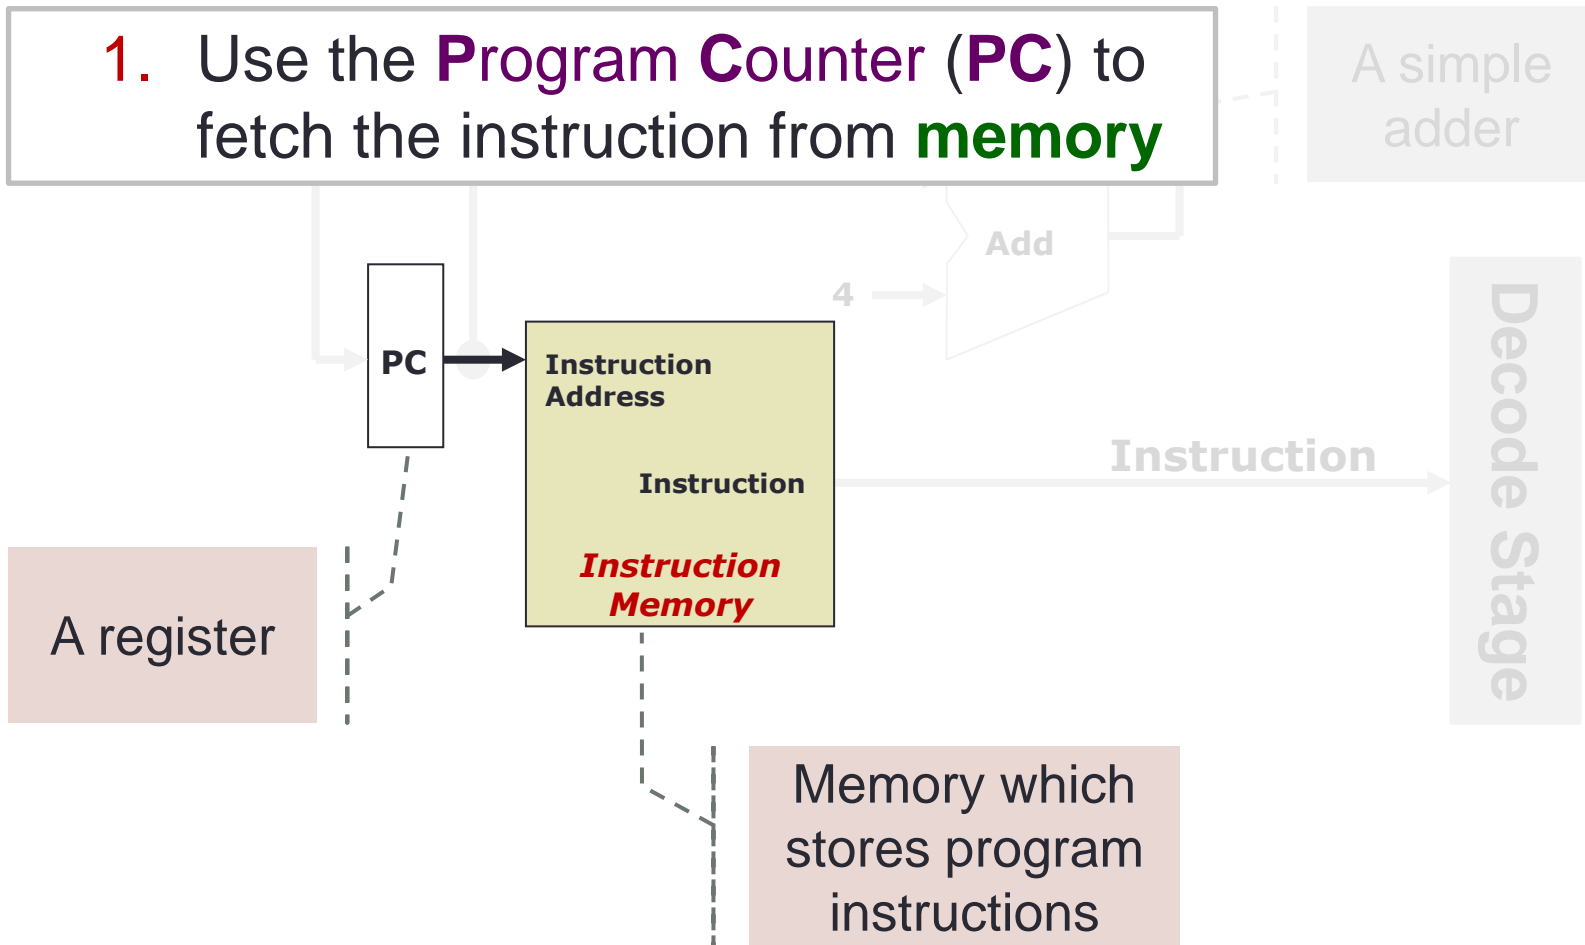 1. Use the Program Counter (PC) to
fetch the instruction from memory
A simple
adder
Add
4
PC
Instruction
Address
Instruction
Instruction
Memory
Instruction
Decode Stage
A register
Memory which
stores program
instructions